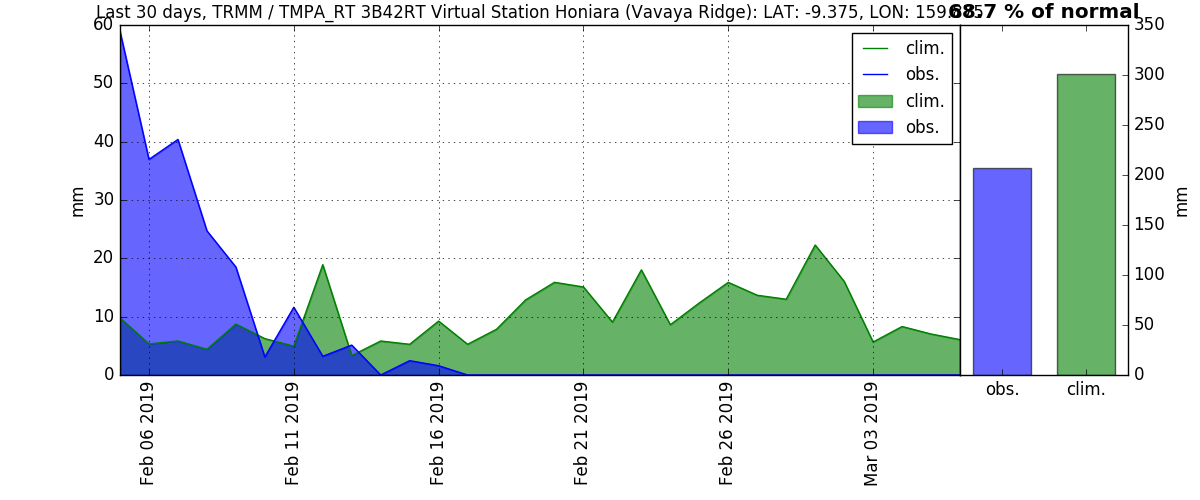 Last 30 days, TRMM / TMPA_RT 3B42RT Virtual Station Honiara (Vavaya Ridge): LAT: -9.375, LON:
68.7 % of normal
60
50
40
30
20
10
0
mm
clim.
obs.
clim.
obs.
350
300
250
200
150
100
50
0
mm
Feb 06 2019
Feb 11 2019
Feb 16 2019
Feb 21 2019
Feb 26 2019
Mar 03 2019
obs.
clim.